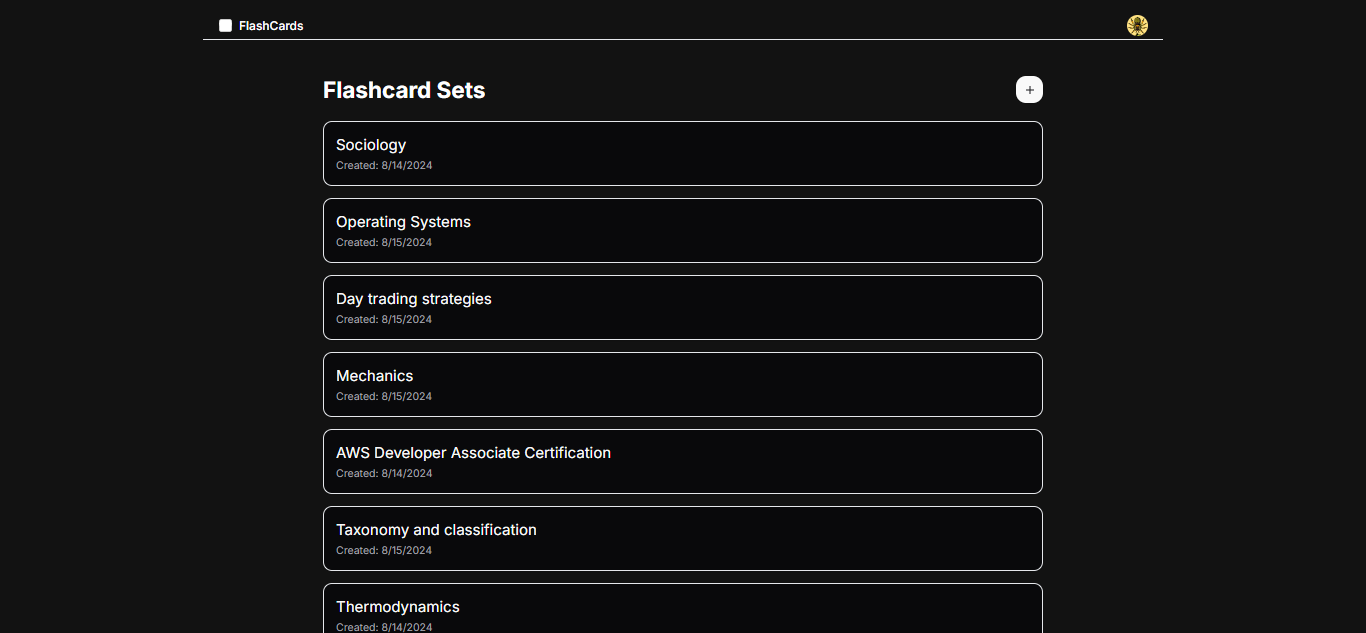 FlashCards
Flashcard Sets
+
Sociology
Created: 8/14/2024
Operating Systems
Created: 8/15/2024
Day trading strategies
Created: 8/15/2024
Mechanics
Created: 8/15/2024
AWS Developer Associate Certification
Created: 8/14/2024
Taxonomy and classification
Created: 8/15/2024
Thermodynamics
Created: 8/14/2024